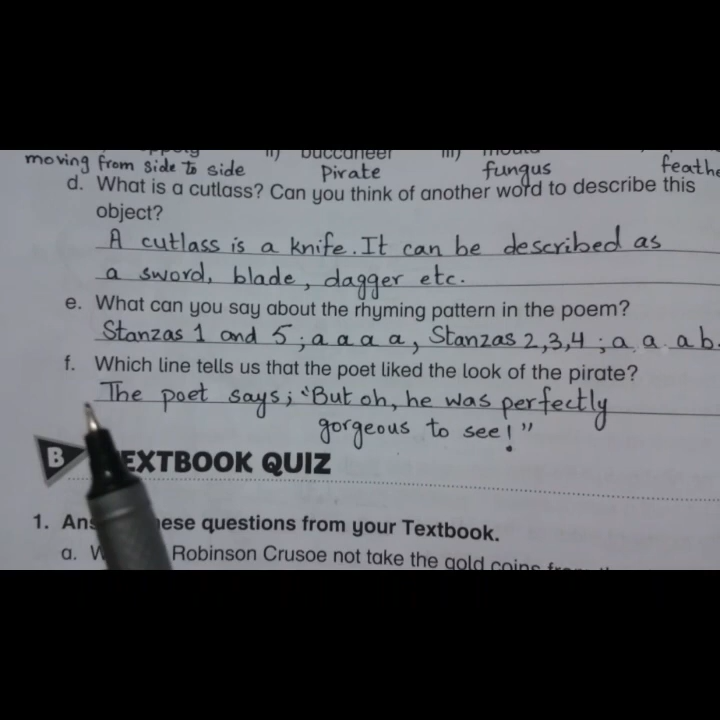 ii) buccaneer iii)
moving from side to side Pirate fungus feathe
d. What is a cutlass? Can you think of another word to describe this
object?
A cutlass is a knife. It can be described as
a sword, blade, dagger etc.
e. What can you say about the rhyming pattern in the poem?
Stanzas 1 and 5; a a a a, Stanzas 2,3,4 ; a a a b.
f. Which line tells us that the poet liked the look of the pirate?
The poet says; "But oh, he was perfectly
gorgeous to see!"
B EXTBOOK QUIZ
1. Ans ese questions from your Textbook.
a. W Robinson Crusoe not take the gold coins